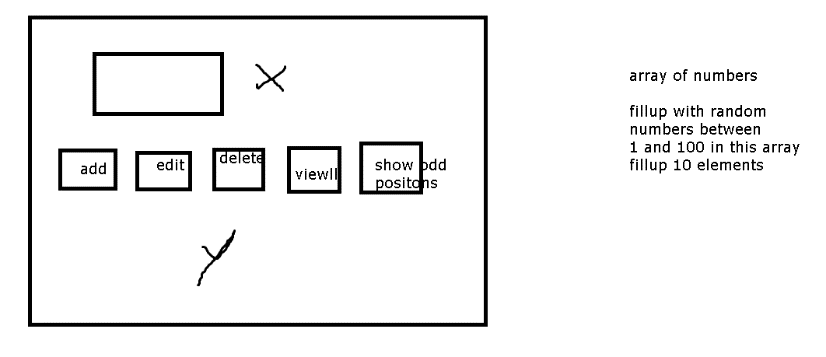 X
add
edit
delete
viewll
show odd
positons
Y
array of numbers
fillup with random
numbers between
1 and 100 in this array
fillup 10 elements